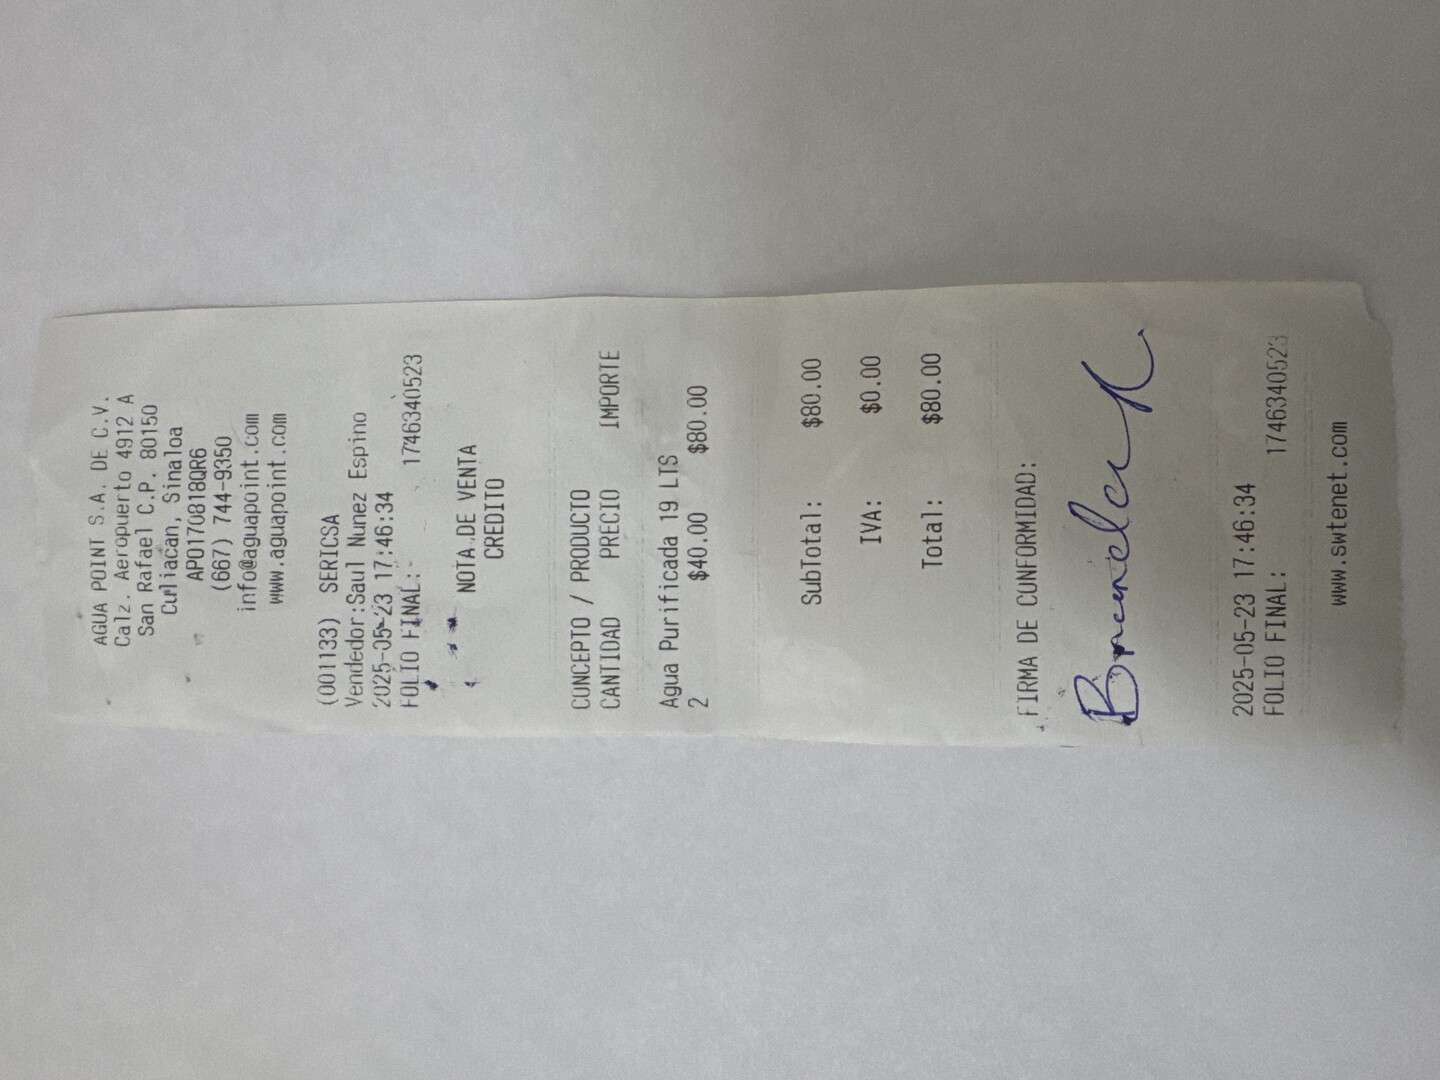 AGUA POINT S.A. DE C.V.
Calz. Aeropuerto 4912 A
San Rafael C.P. 80150
Culiacan, Sinaloa
APO170818QR6
(667) 744-9350
info@aguapoint.com
www.aguapoint.com
(001133) SERICSA
Vendedor:Saul Nunez Espino
2025-05-23 17:46:34
FOLIO FINAL: 1746340523
NOTA DE VENTA
CREDITO
CONCEPTO / PRODUCTO
CANTIDAD PRECIO IMPORTE
Agua Purificada 19 LTS
2 $40.00 $80.00
SubTotal: $80.00
IVA: $0.00
Total: $80.00
FIRMA DE CONFORMIDAD:
2025-05-23 17:46:34
FOLIO FINAL: 1746340523
www.swtenet.com